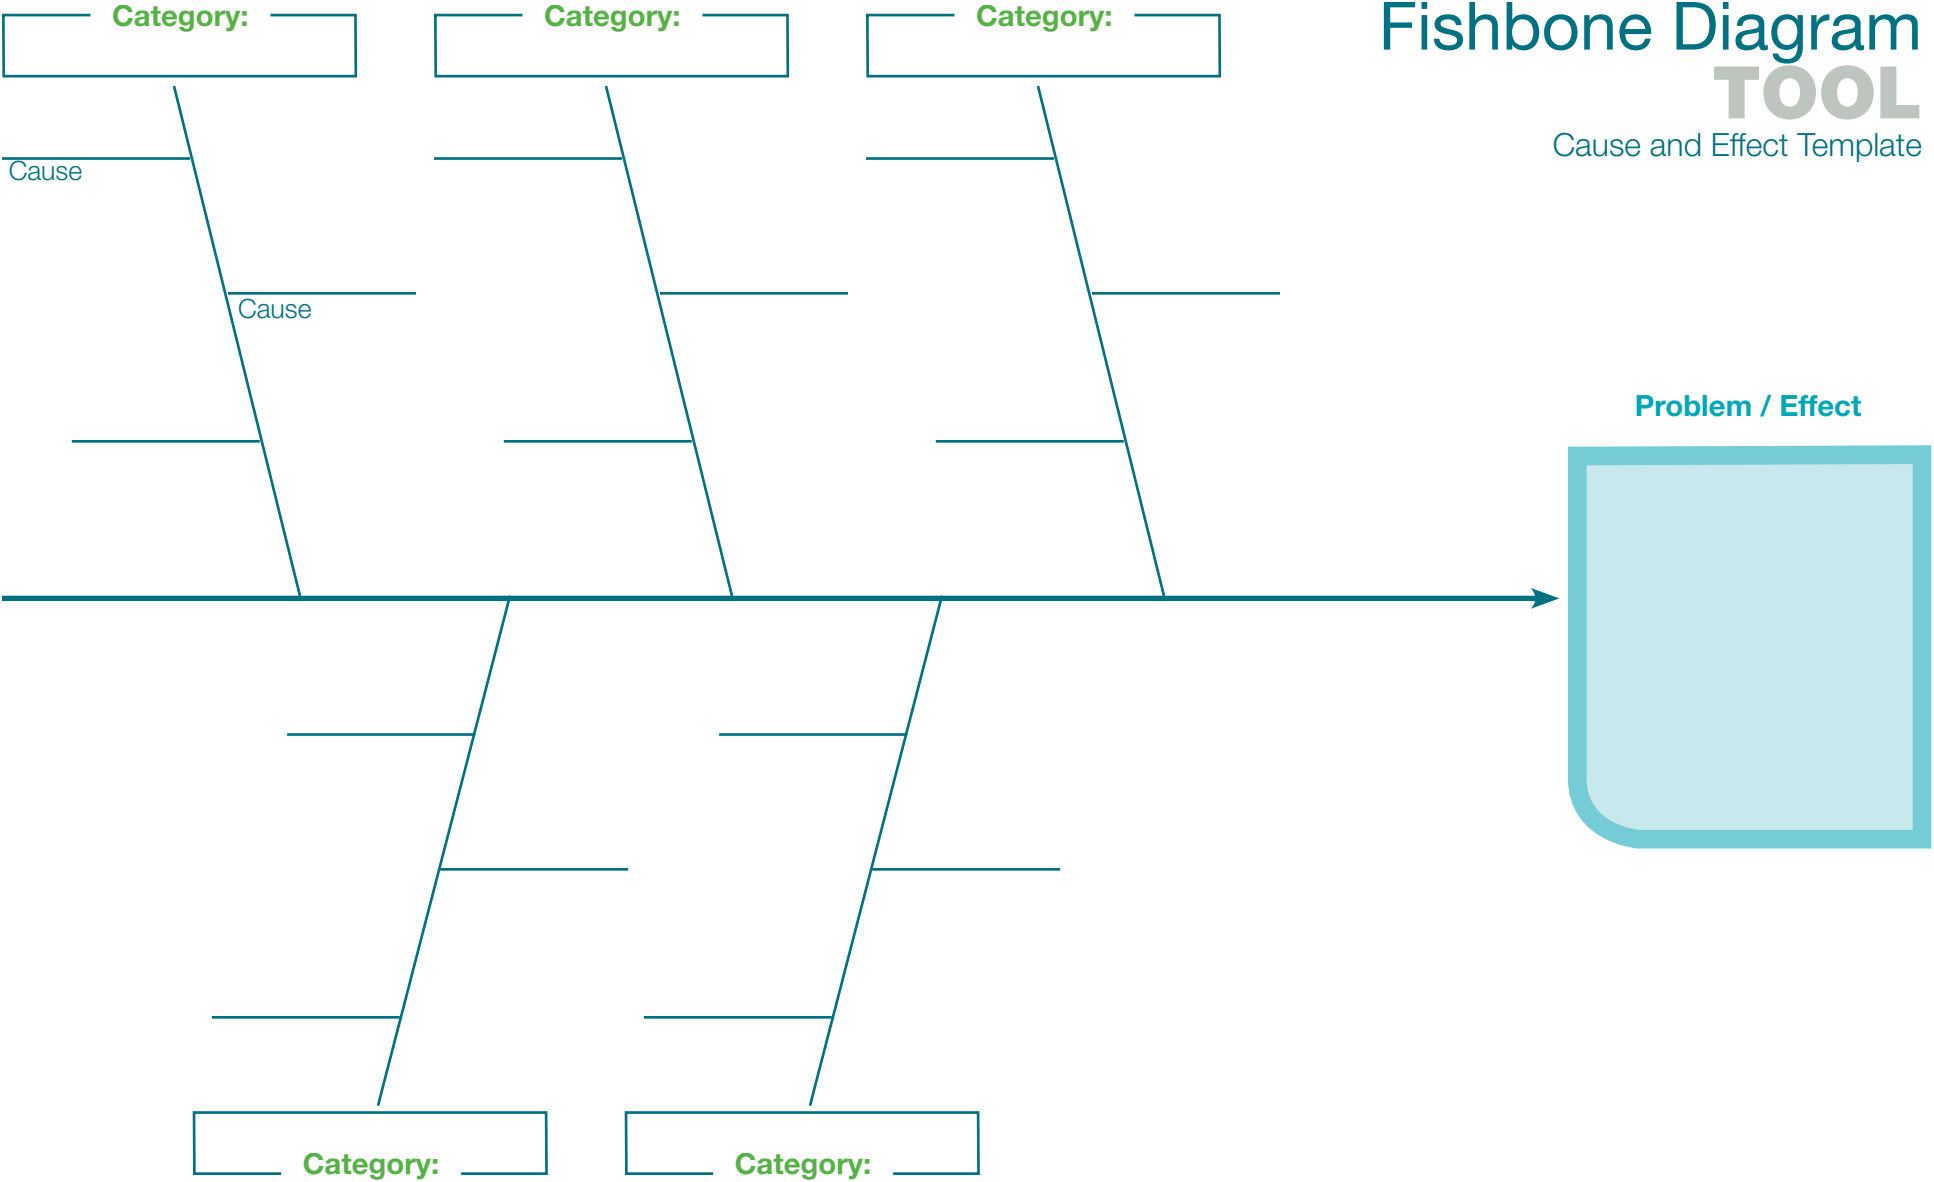 Category:
Category:
Category:
Fishbone Diagram
TOOL
Cause and Effect Template
Cause
Cause
Problem / Effect
Category:
Category: